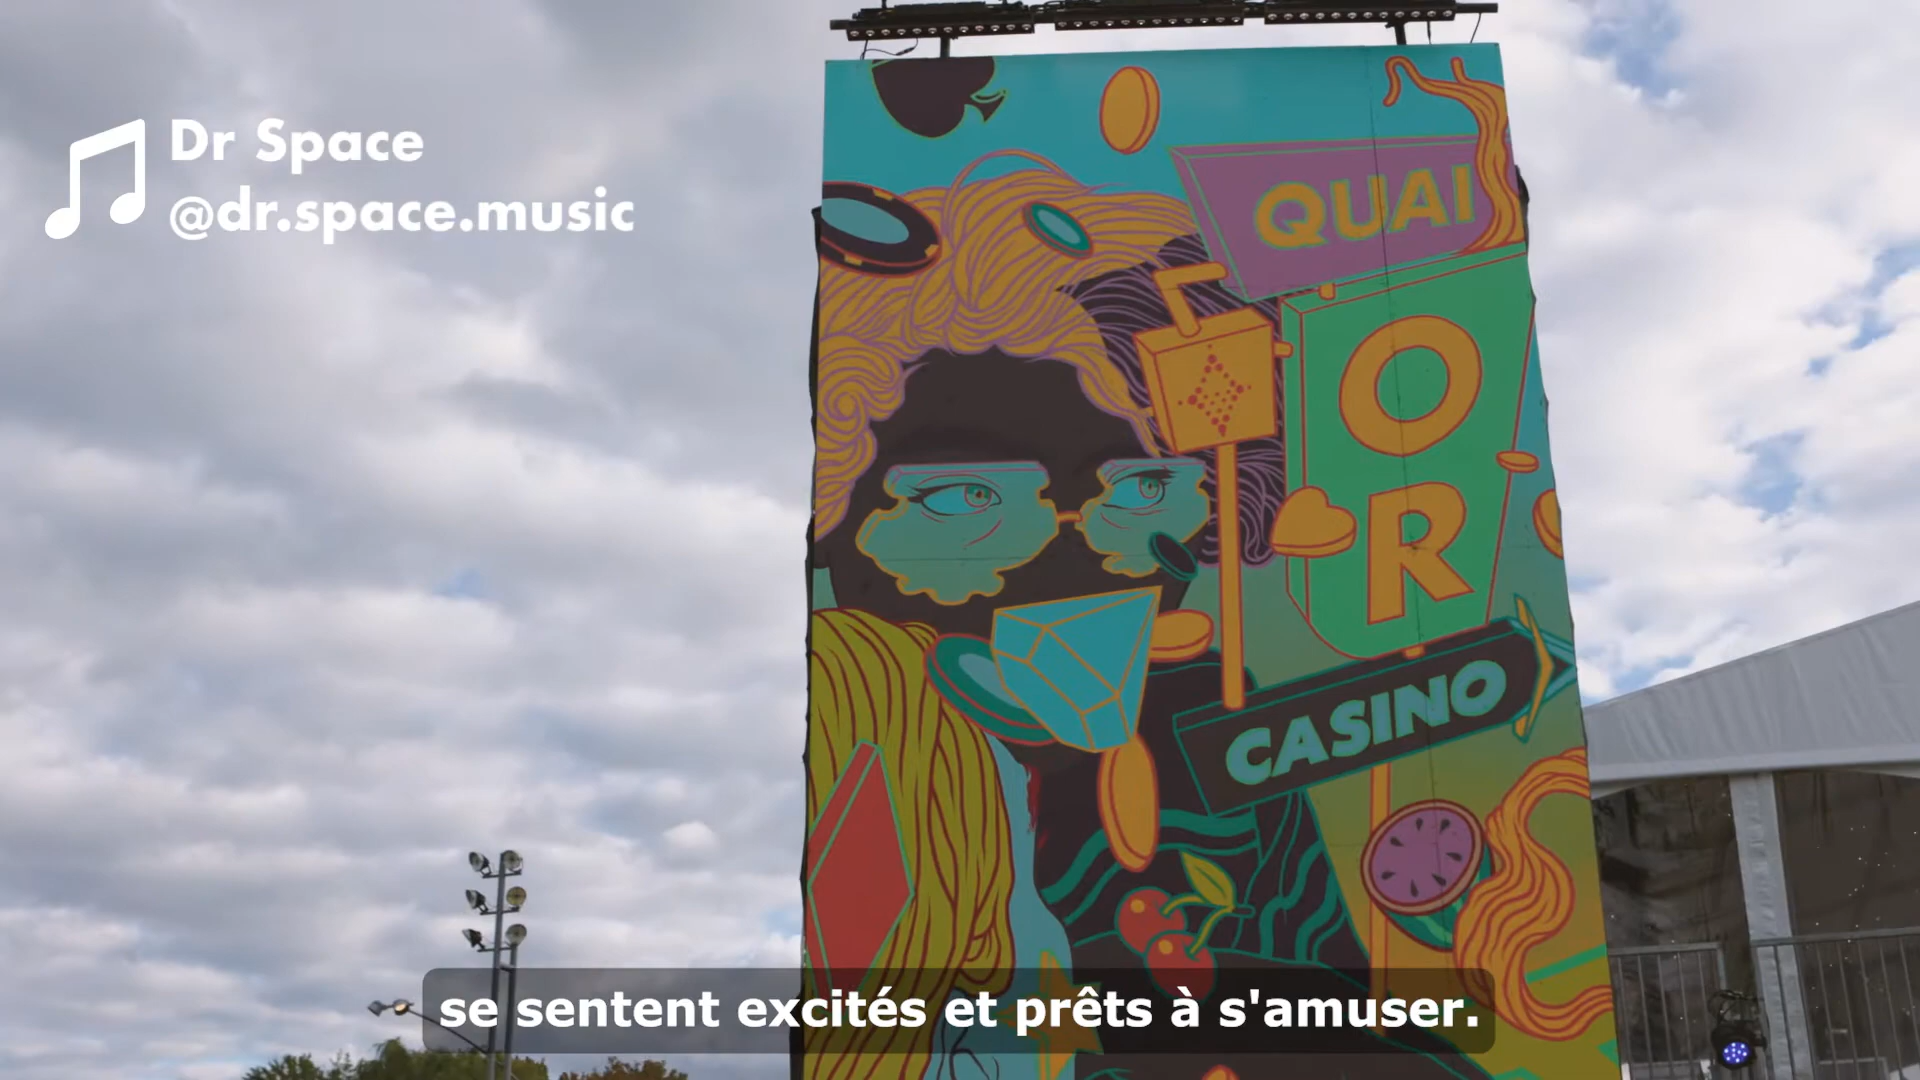 Dr Space
@dr.space.music
QUAI
O
R
CASINO
se sentent excités et prêts à s'amuser.